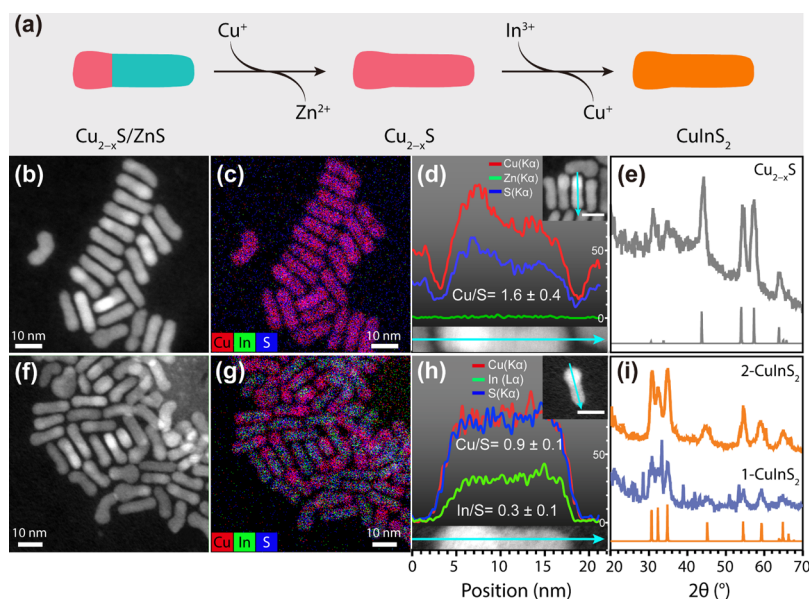 (a)
Cu⁺
In³⁺
Zn²⁺
Cu⁺
Cu₂₋ₓS/ZnS
Cu₂₋ₓS
CuInS₂
(b)
10 nm
(c)
Cu In S
10 nm
(d)
Cu(Kα)
Zn(Kα)
S(Kα)
50
Cu/S= 1.6 ± 0.4
0
(e)
Cu₂₋ₓS
(f)
10 nm
(g)
Cu In S
10 nm
(h)
Cu(Kα)
In (Lα)
S(Kα)
Cu/S= 0.9 ± 0.1
50
In/S= 0.3 ± 0.1
0
0 5 10 15 20
Position (nm)
(i)
2-CuInS₂
1-CuInS₂
20 30 40 50 60 70
2θ (°)